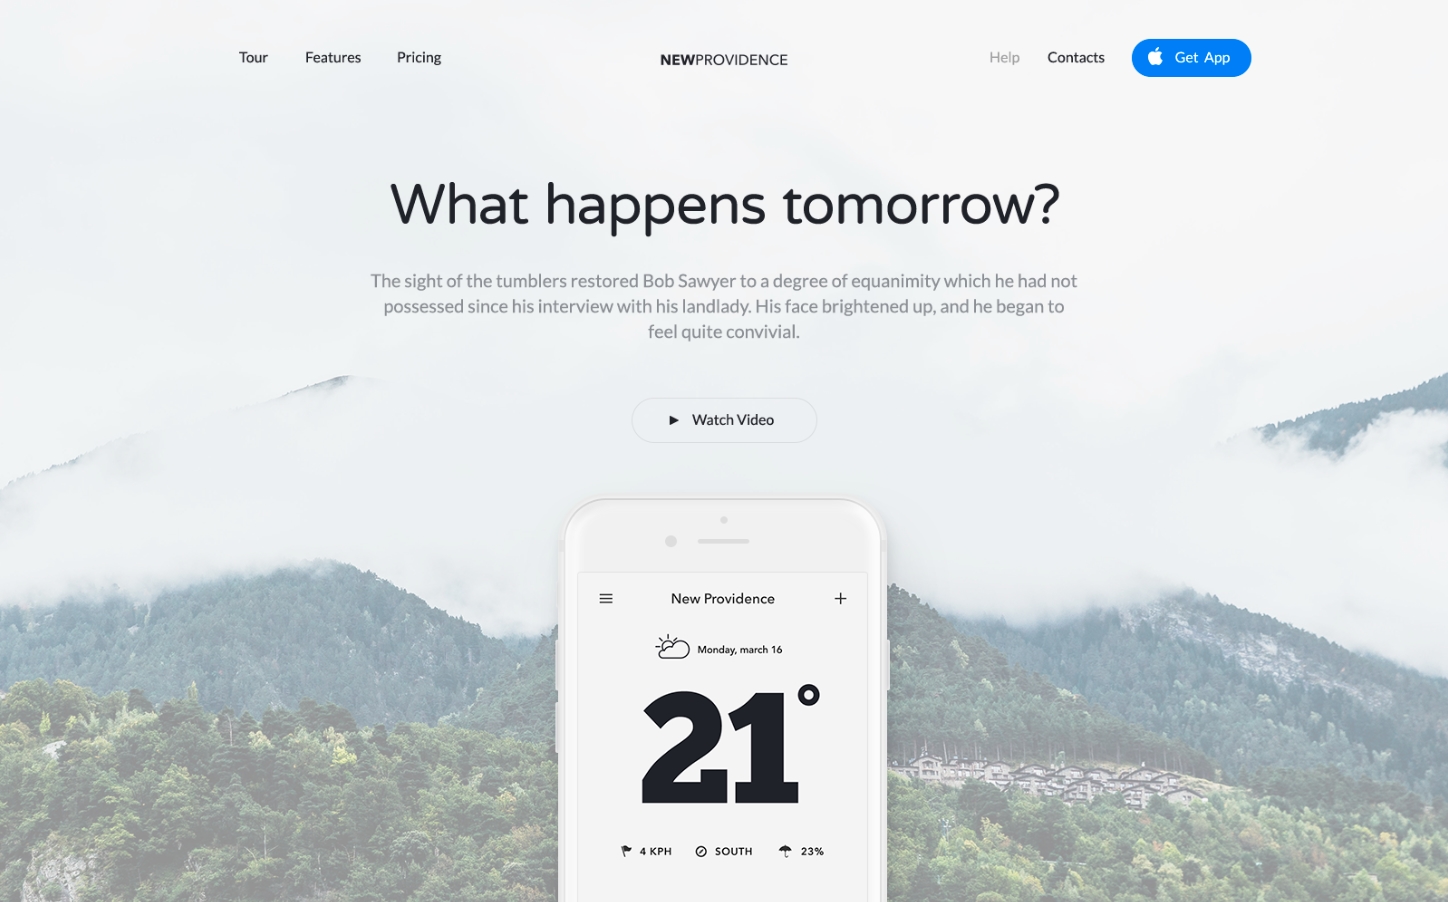 Tour Features Pricing NEWPROVIDENCE Help Contacts Get App
What happens tomorrow?
The sight of the tumblers restored Bob Sawyer to a degree of equanimity which he had not
possessed since his interview with his landlady. His face brightened up, and he began to
feel quite convivial.
Watch Video
New Providence
Monday, march 16
21°
4 KPH SOUTH 23%